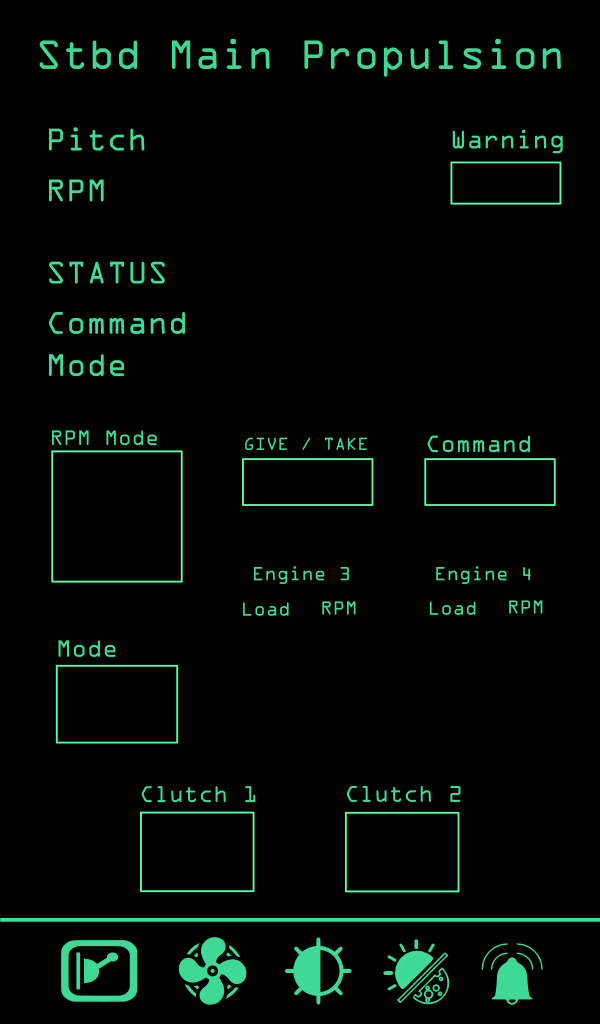 Stbd Main Propulsion
Pitch
Warning
RPM
STATUS
Command
Mode
RPM Mode
GIVE / TAKE
Command
Engine 3
Engine 4
Load RPM
Load RPM
Mode
Clutch 1
Clutch 2